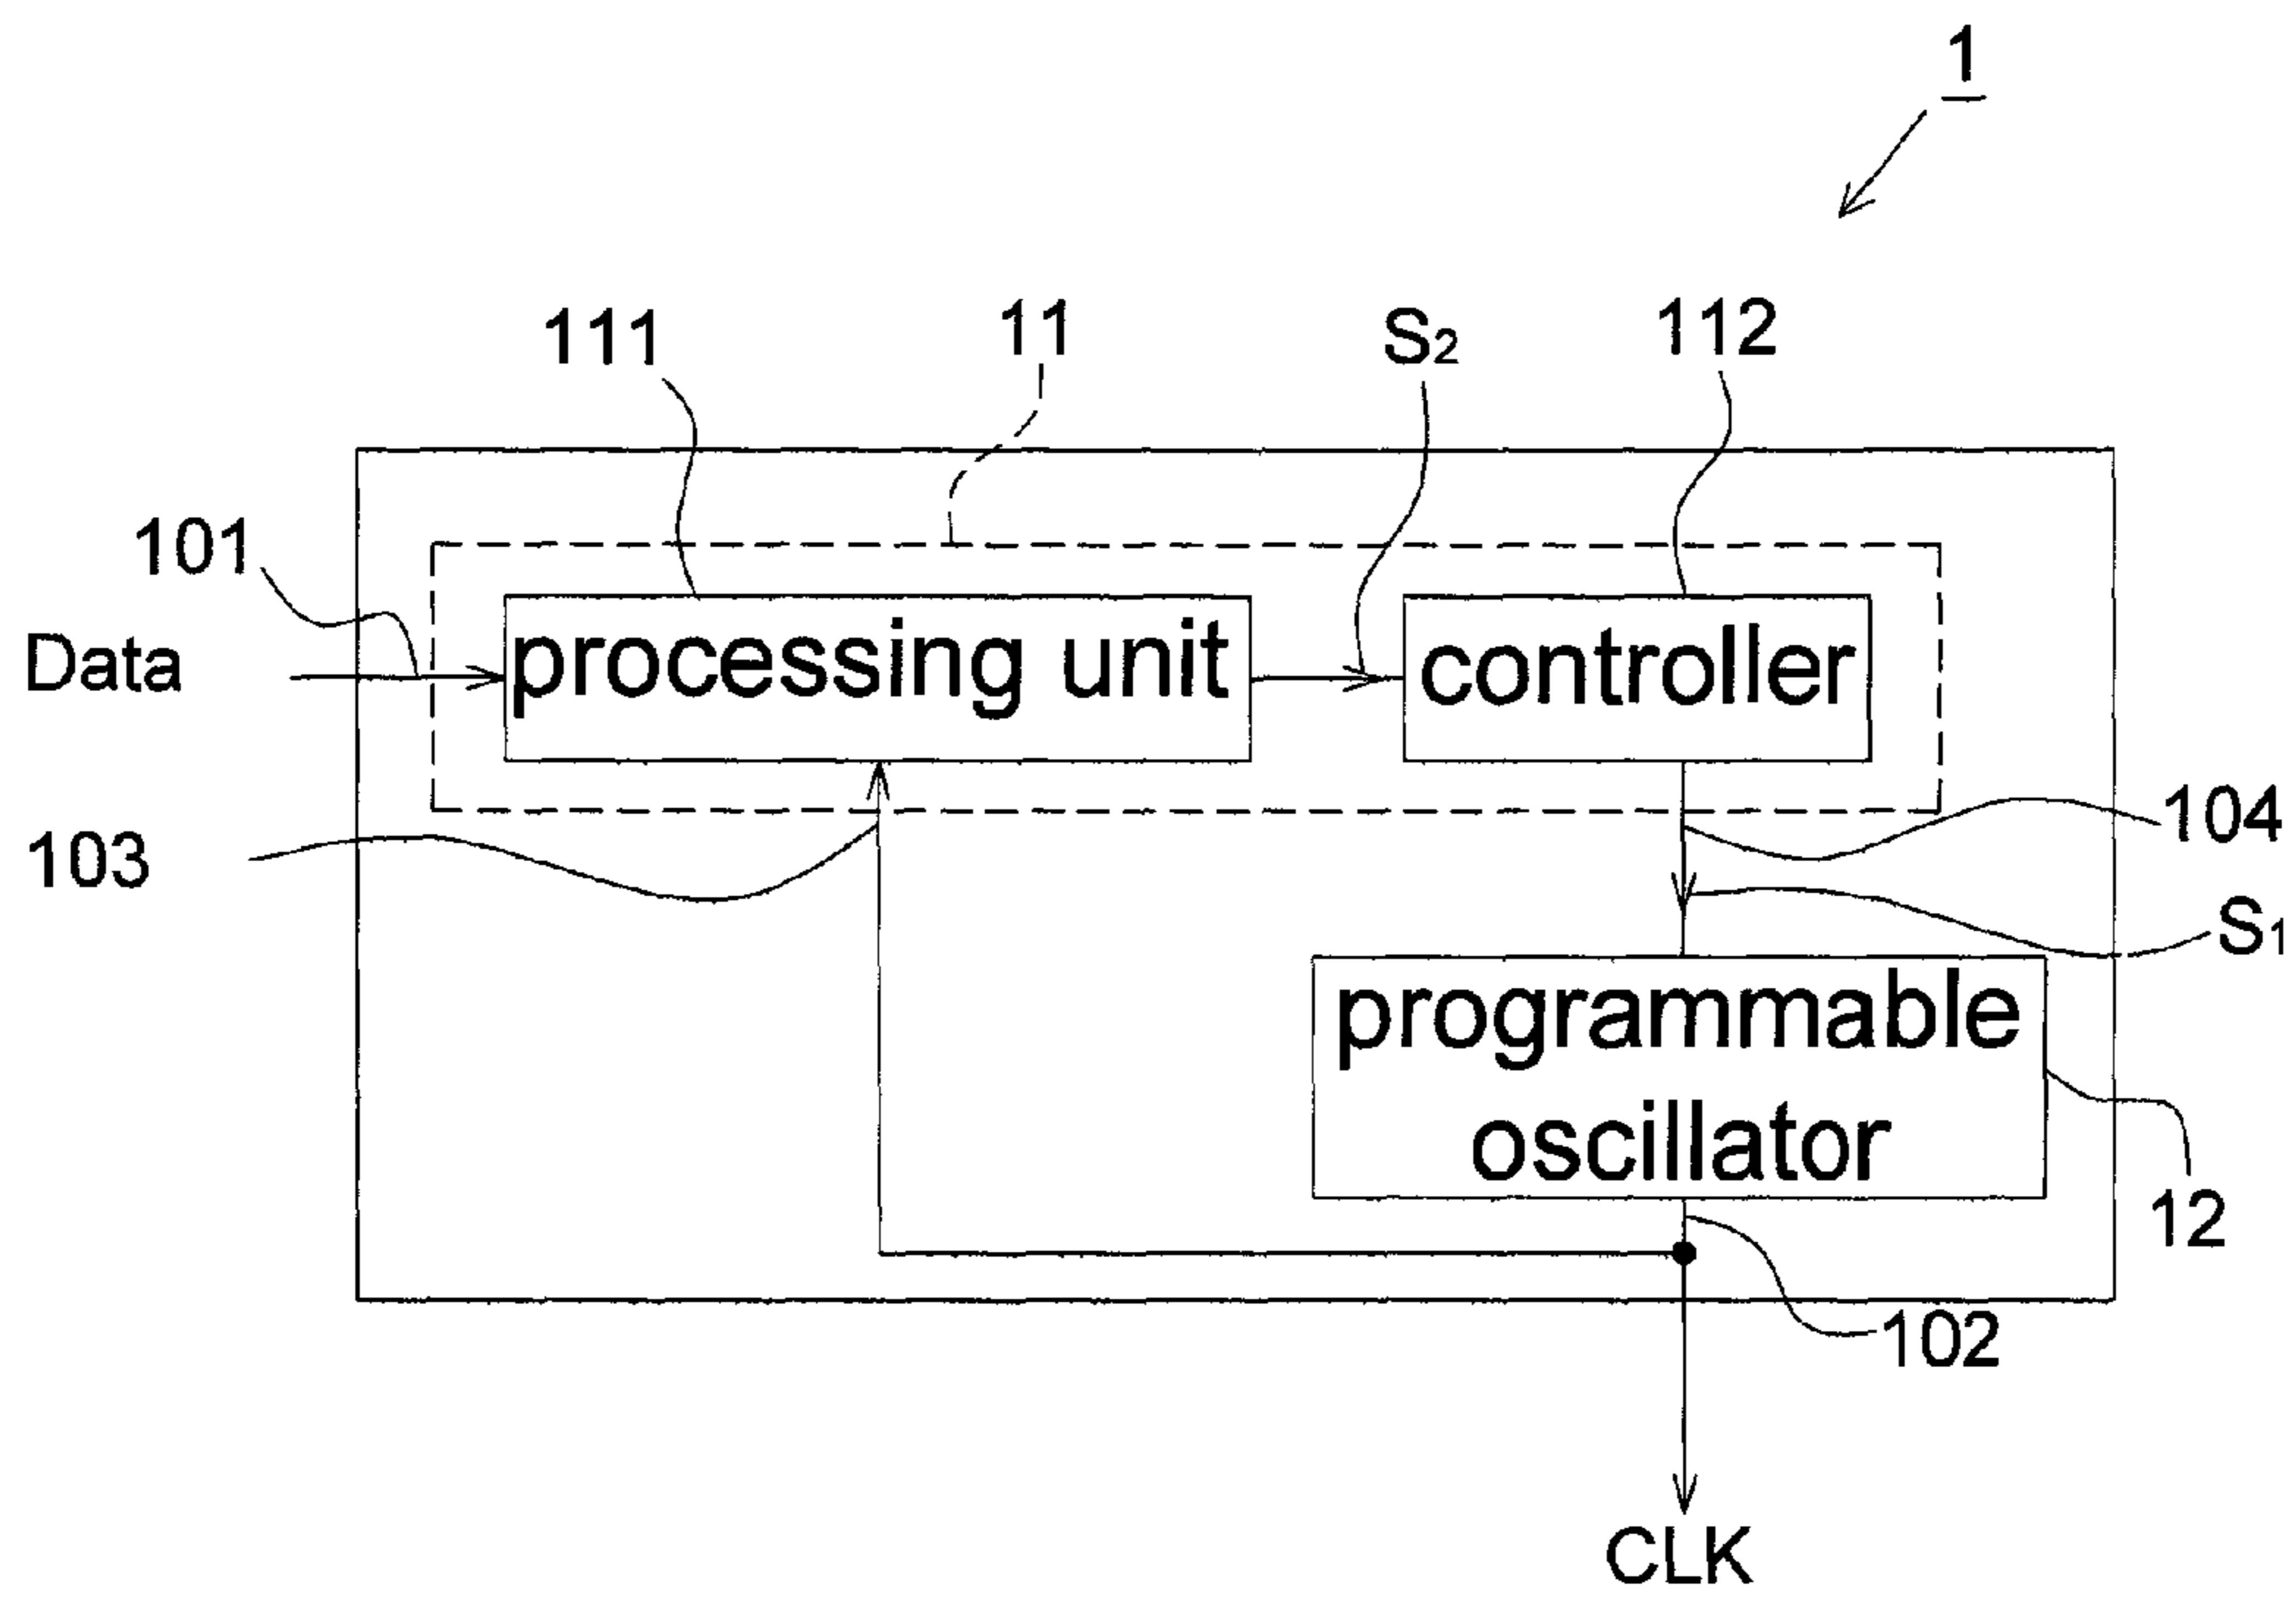 1
111
11
S2
112
101
Data
processing unit
controller
103
104
S1
programmable
oscillator
12
102
CLK